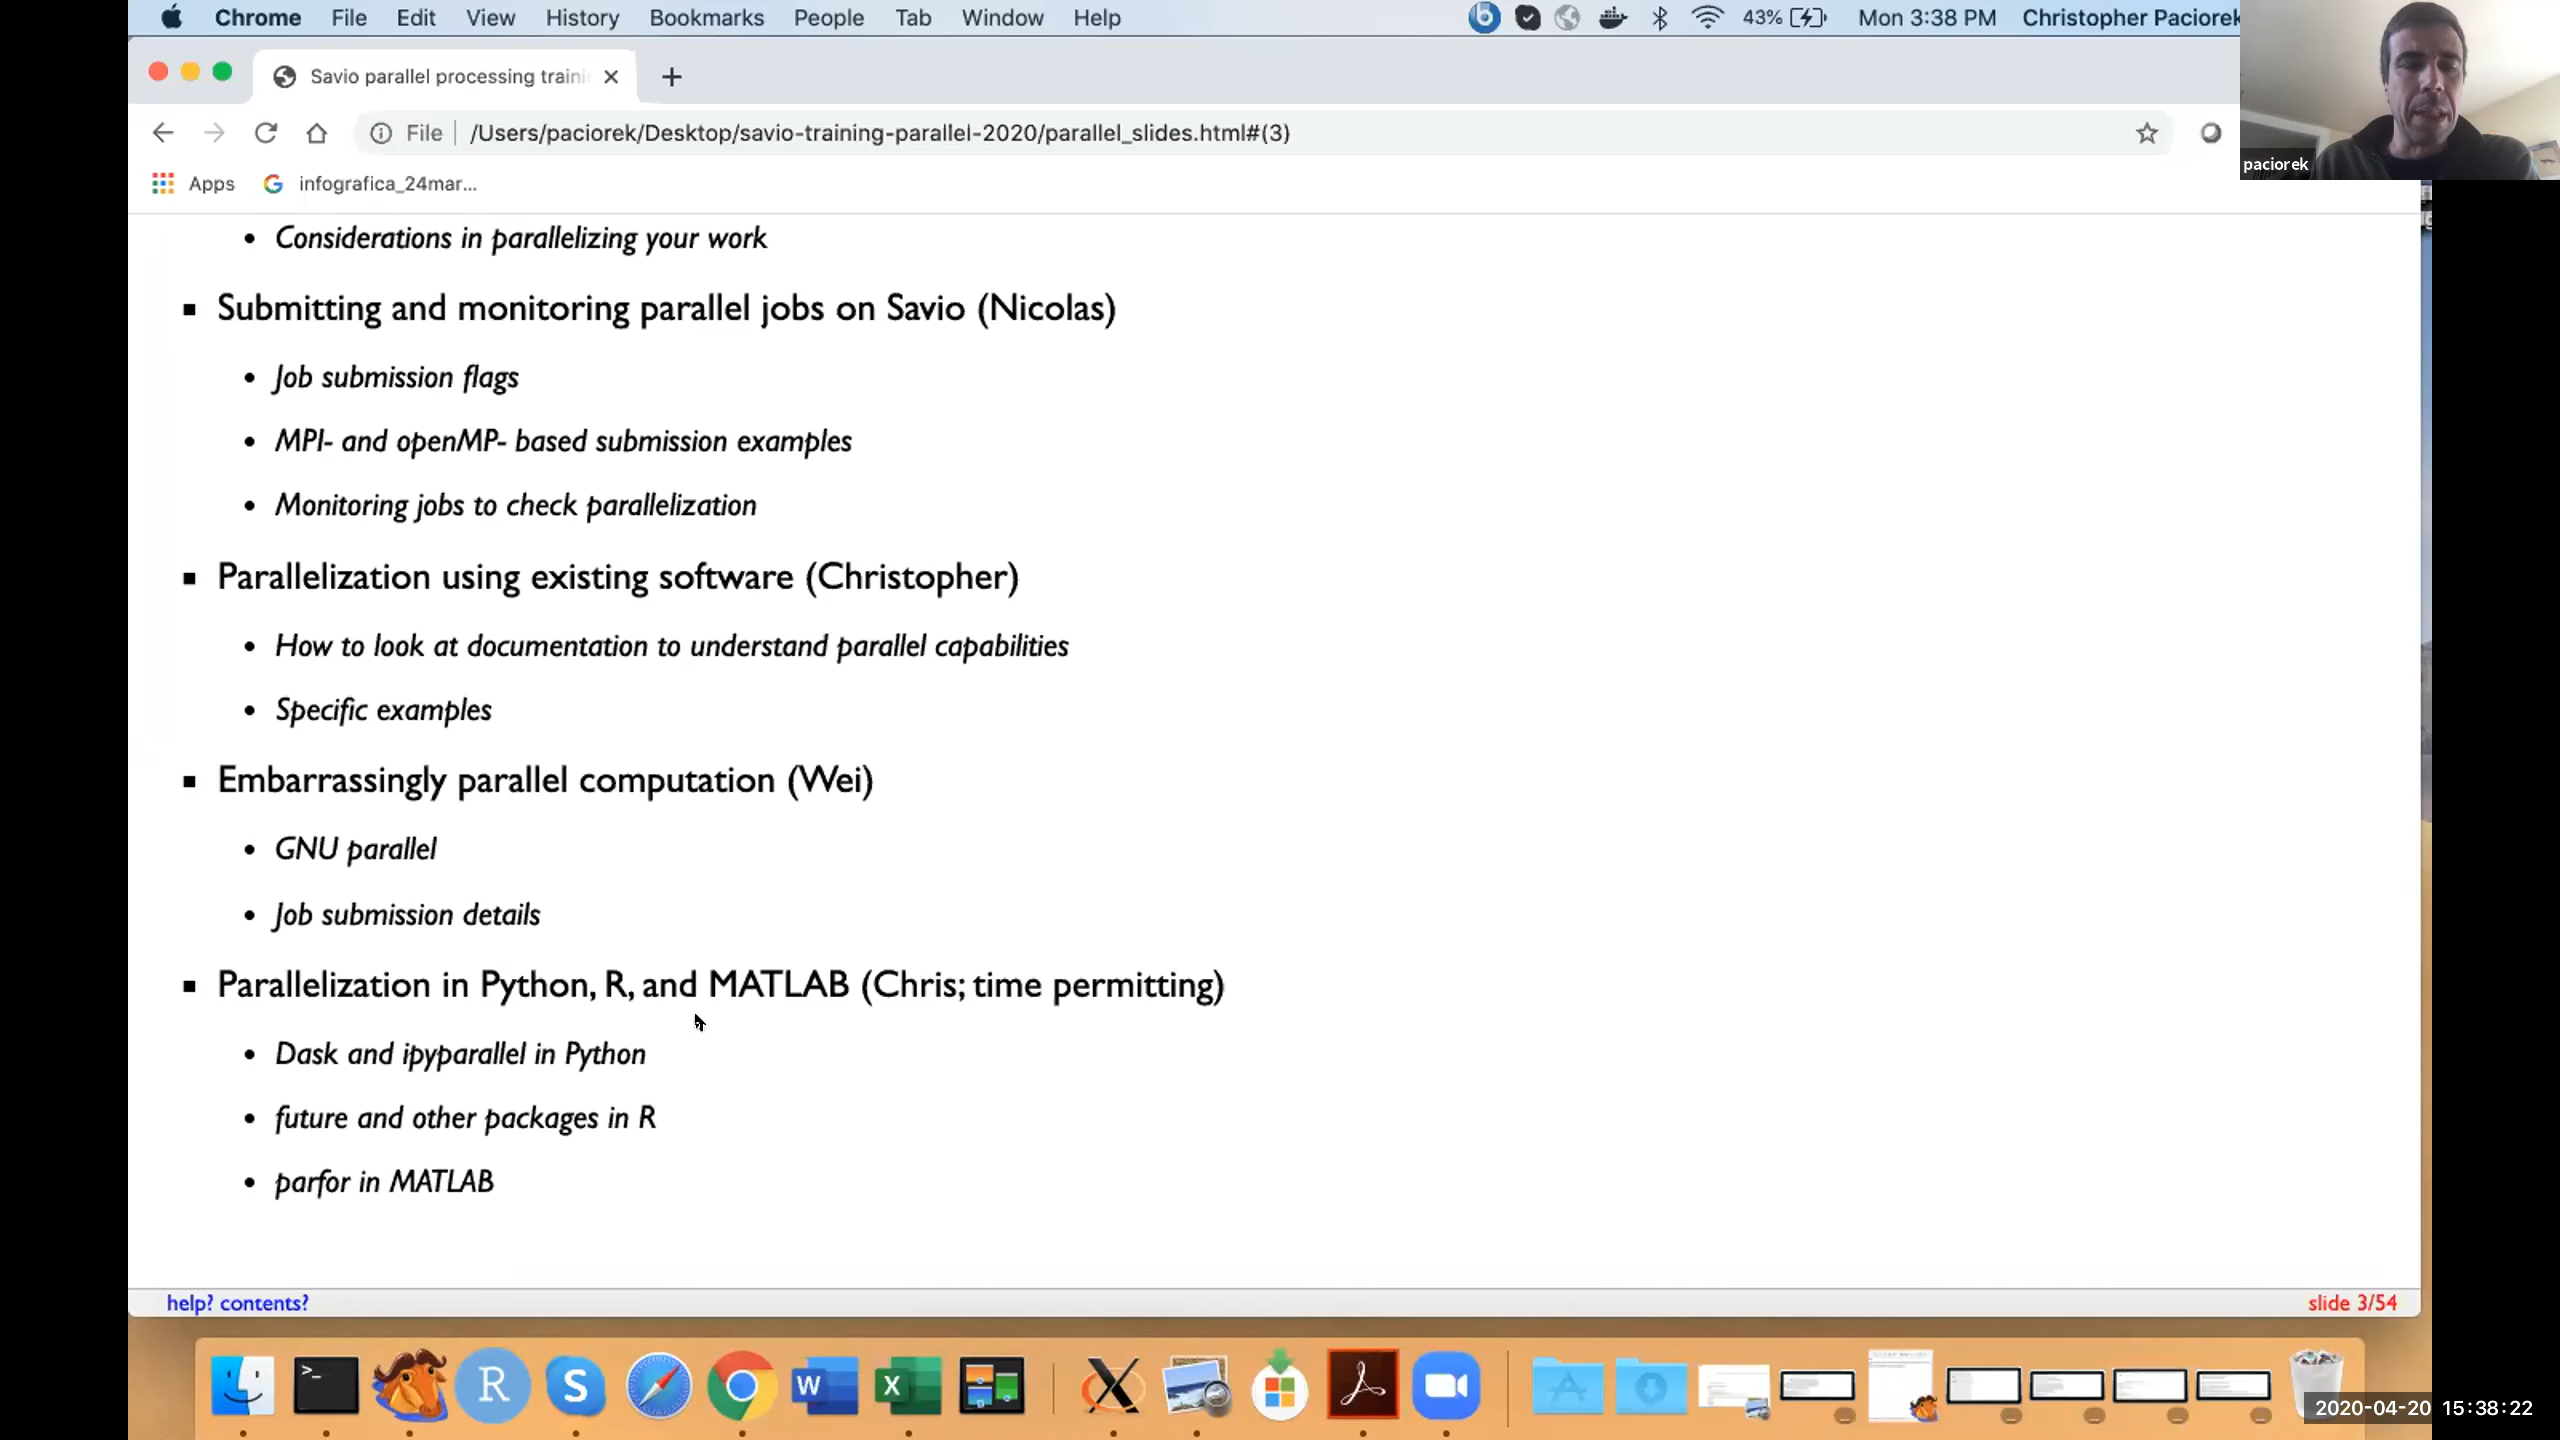 Chrome File Edit View History Bookmarks People Tab Window Help 43% Mon 3:38 PM Christopher Paciorek
Savio parallel processing traini
File /Users/paciorek/Desktop/savio-training-parallel-2020/parallel_slides.html#(3)
paciorek
Apps infografica_24mar...
Considerations in parallelizing your work
Submitting and monitoring parallel jobs on Savio (Nicolas)
Job submission flags
MPI- and openMP- based submission examples
Monitoring jobs to check parallelization
Parallelization using existing software (Christopher)
How to look at documentation to understand parallel capabilities
Specific examples
Embarrassingly parallel computation (Wei)
GNU parallel
Job submission details
Parallelization in Python, R, and MATLAB (Chris; time permitting)
Dask and ipyparallel in Python
future and other packages in R
parfor in MATLAB
help? contents? slide 3/54
2020-04-20 15:38:22